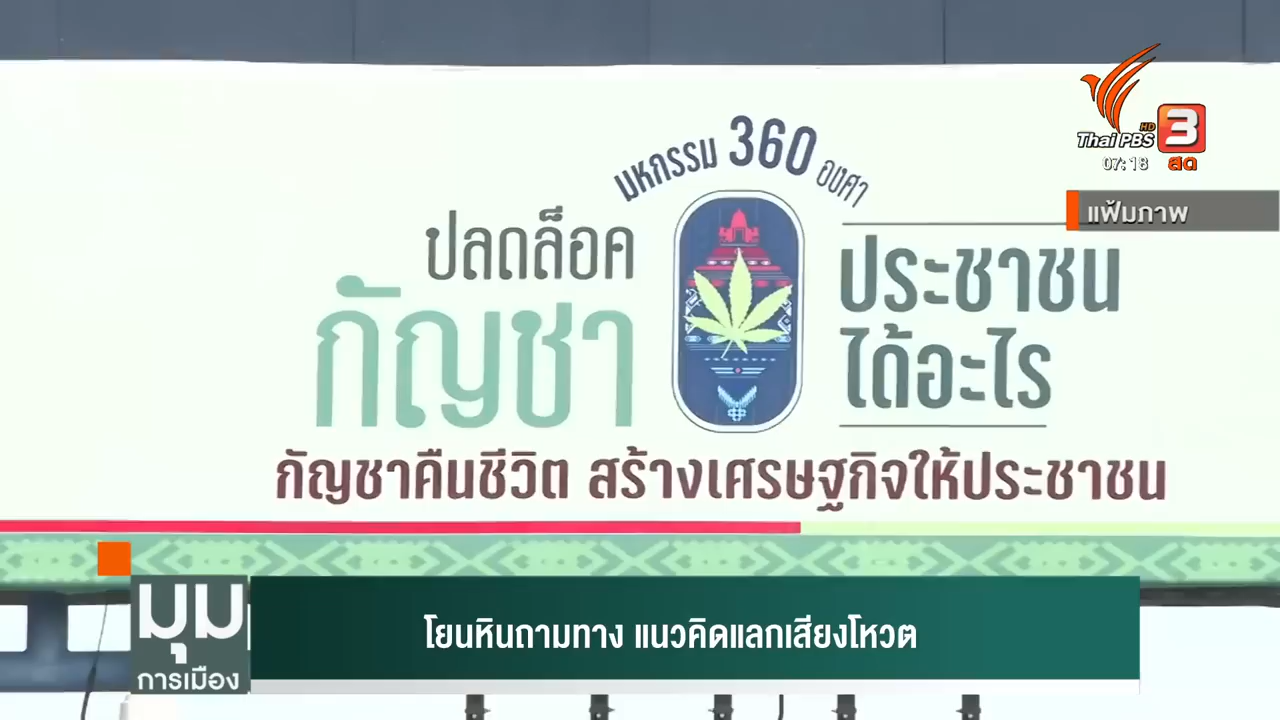 Thai PBS HD 3
07:18 สด
แฟ้มภาพ
มหกรรม 360 องศา
ปลดล็อค
กัญชา
ประชาชน
ได้อะไร
กัญชาคืนชีวิต สร้างเศรษฐกิจให้ประชาชน
มุม
การเมือง
โยนหินถามทาง แนวคิดแลกเสียงโหวต